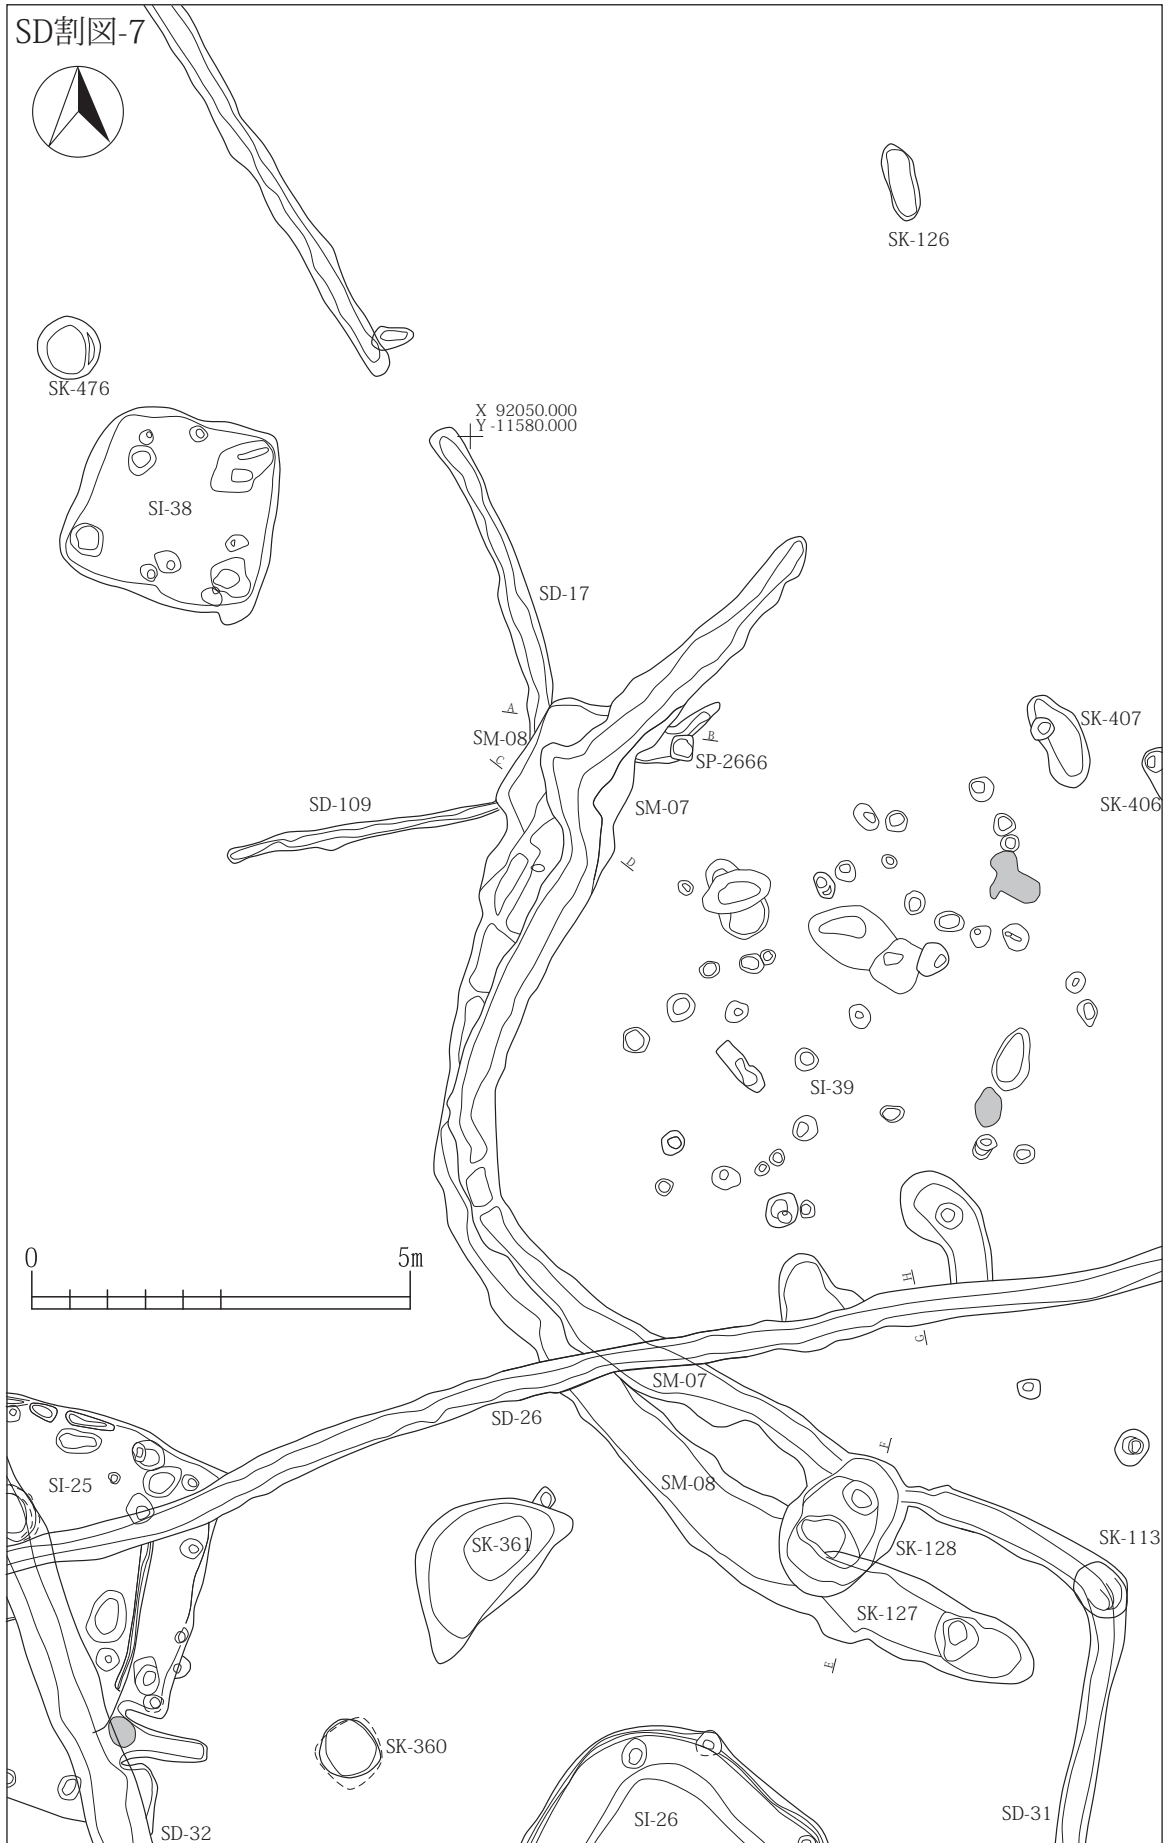 SD割図-7
SK-126
SK-476
X 92050.000
Y -11580.000
SI-38
SD-17
A
SM-08
C
B
SP-2666
SK-407
SK-406
SM-07
SD-109
D
SI-39
0
5m
H
G
SM-07
SD-26
F
SI-25
SM-08
SK-361
SK-128
SK-113
SK-127
E
SK-360
SI-26
SD-31
SD-32